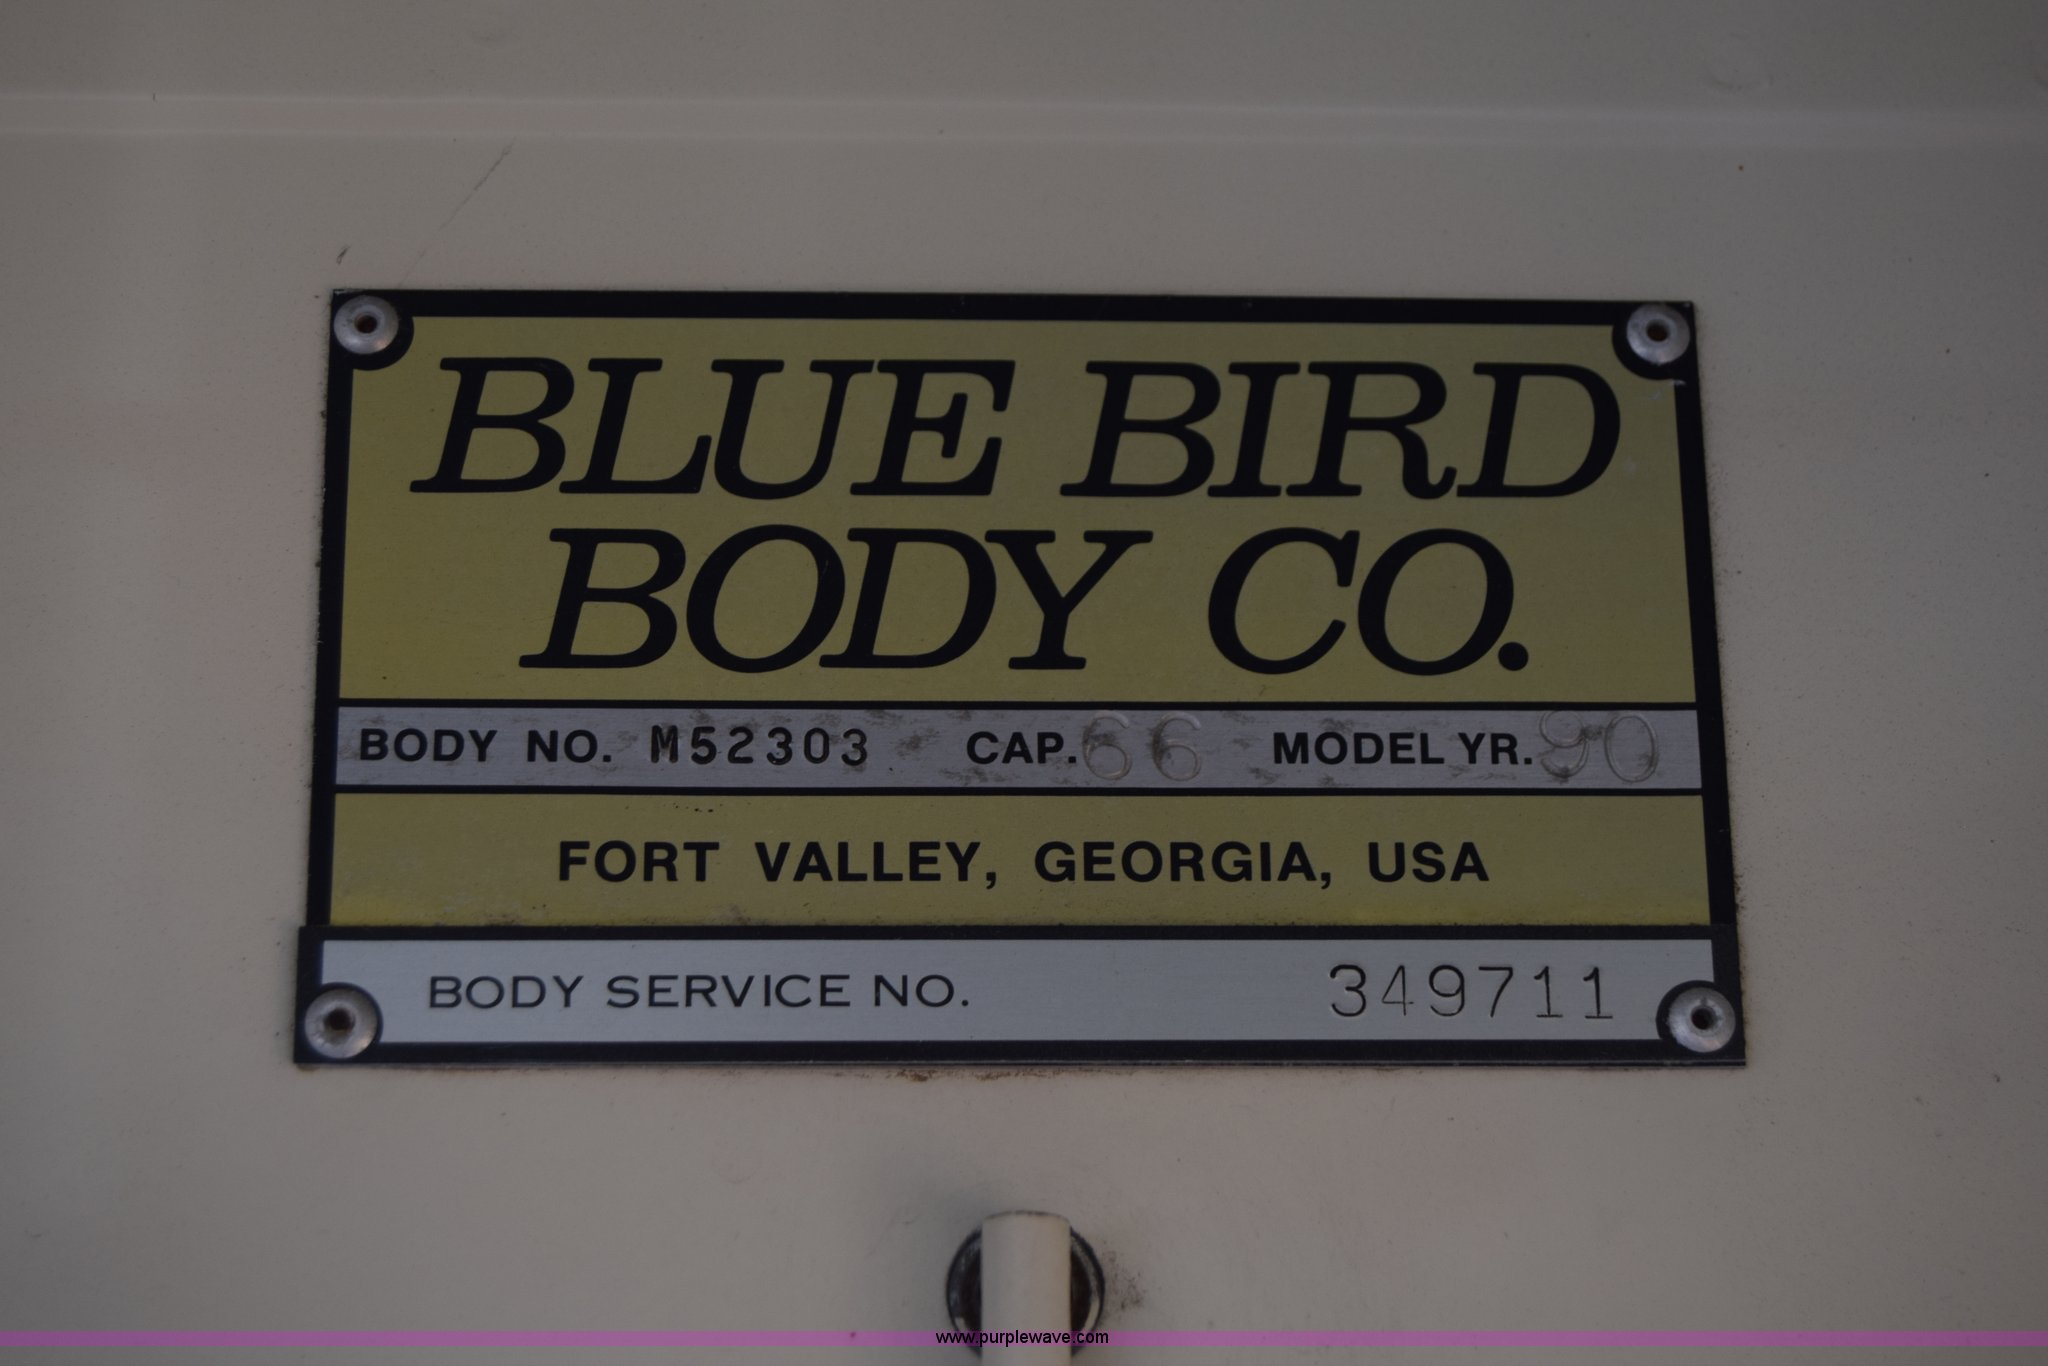 BLUE BIRD
BODY CO.
BODY NO. M52303 CAP. 66 MODEL YR. 90
FORT VALLEY, GEORGIA, USA
BODY SERVICE NO. 349711
www.purplewave.com